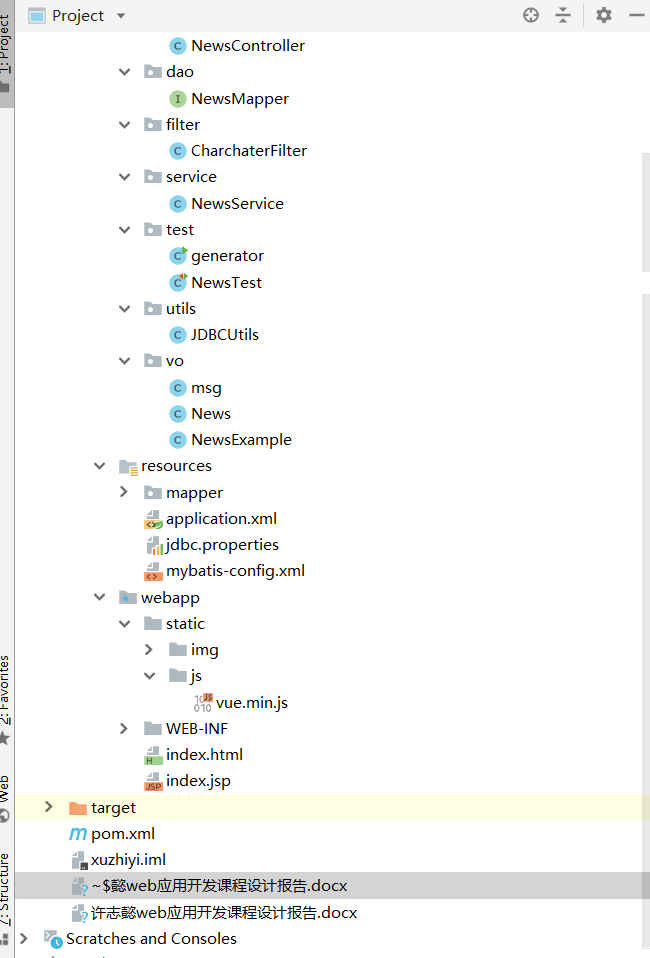 Project
1: Project
NewsController
dao
NewsMapper
filter
CharchaterFilter
service
NewsService
test
generator
NewsTest
utils
JDBCUtils
vo
msg
News
NewsExample
resources
mapper
application.xml
jdbc.properties
mybatis-config.xml
webapp
static
img
js
vue.min.js
WEB-INF
index.html
index.jsp
target
pom.xml
xuzhiyi.iml
~$懿web应用开发课程设计报告.docx
许志懿web应用开发课程设计报告.docx
Scratches and Consoles
2: Favorites
Web
7: Structure